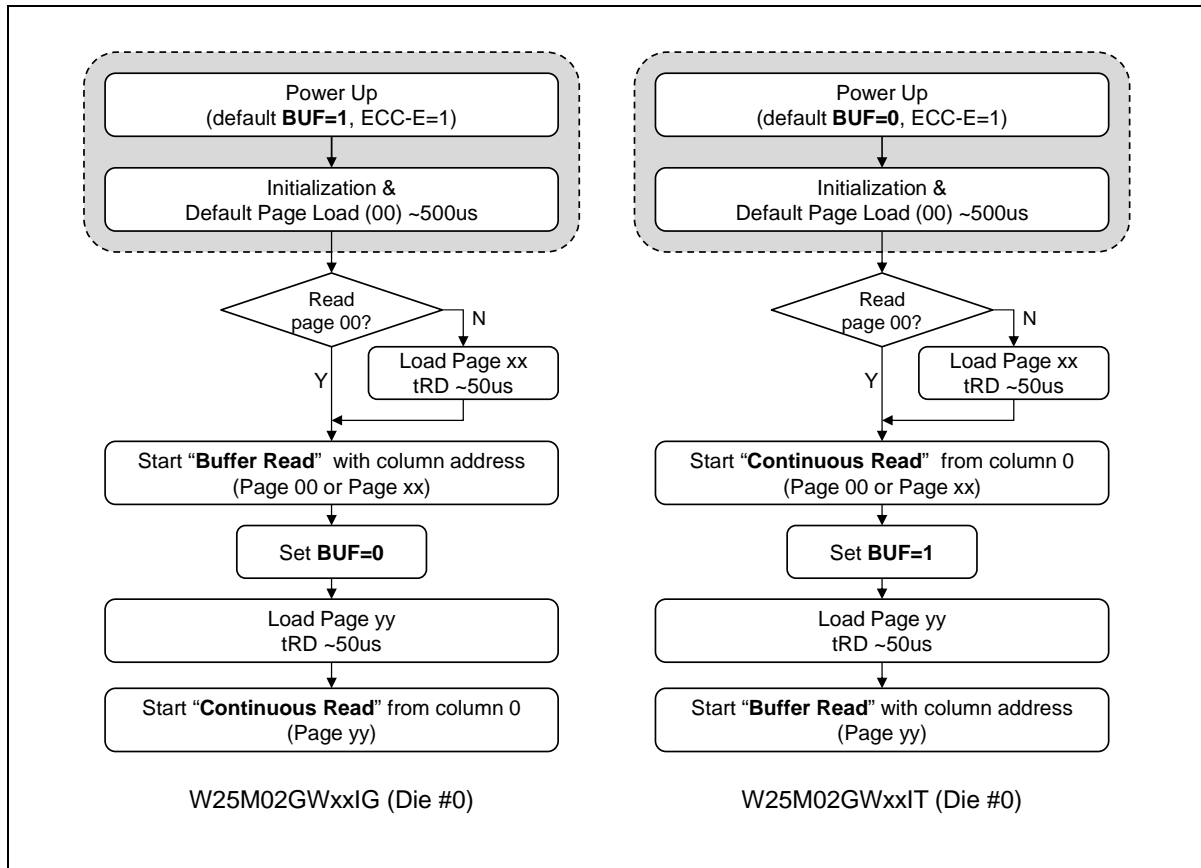 Power Up
(default BUF=1, ECC-E=1)
Initialization &
Default Page Load (00) ~500us
Read
page 00?
N
Y
Load Page xx
tRD ~50us
Start “Buffer Read” with column address
(Page 00 or Page xx)
Set BUF=0
Load Page yy
tRD ~50us
Start “Continuous Read” from column 0
(Page yy)
W25M02GWxxIG (Die #0)
Power Up
(default BUF=0, ECC-E=1)
Initialization &
Default Page Load (00) ~500us
Read
page 00?
N
Y
Load Page xx
tRD ~50us
Start “Continuous Read” from column 0
(Page 00 or Page xx)
Set BUF=1
Load Page yy
tRD ~50us
Start “Buffer Read” with column address
(Page yy)
W25M02GWxxIT (Die #0)